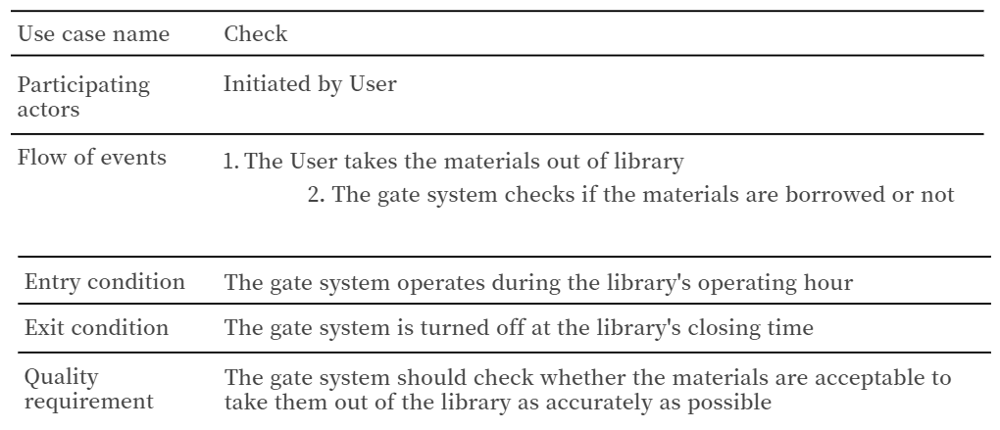 Use case name Check
Participating actors Initiated by User
Flow of events 1. The User takes the materials out of library
2. The gate system checks if the materials are borrowed or not
Entry condition The gate system operates during the library's operating hour
Exit condition The gate system is turned off at the library's closing time
Quality requirement The gate system should check whether the materials are acceptable to
take them out of the library as accurately as possible